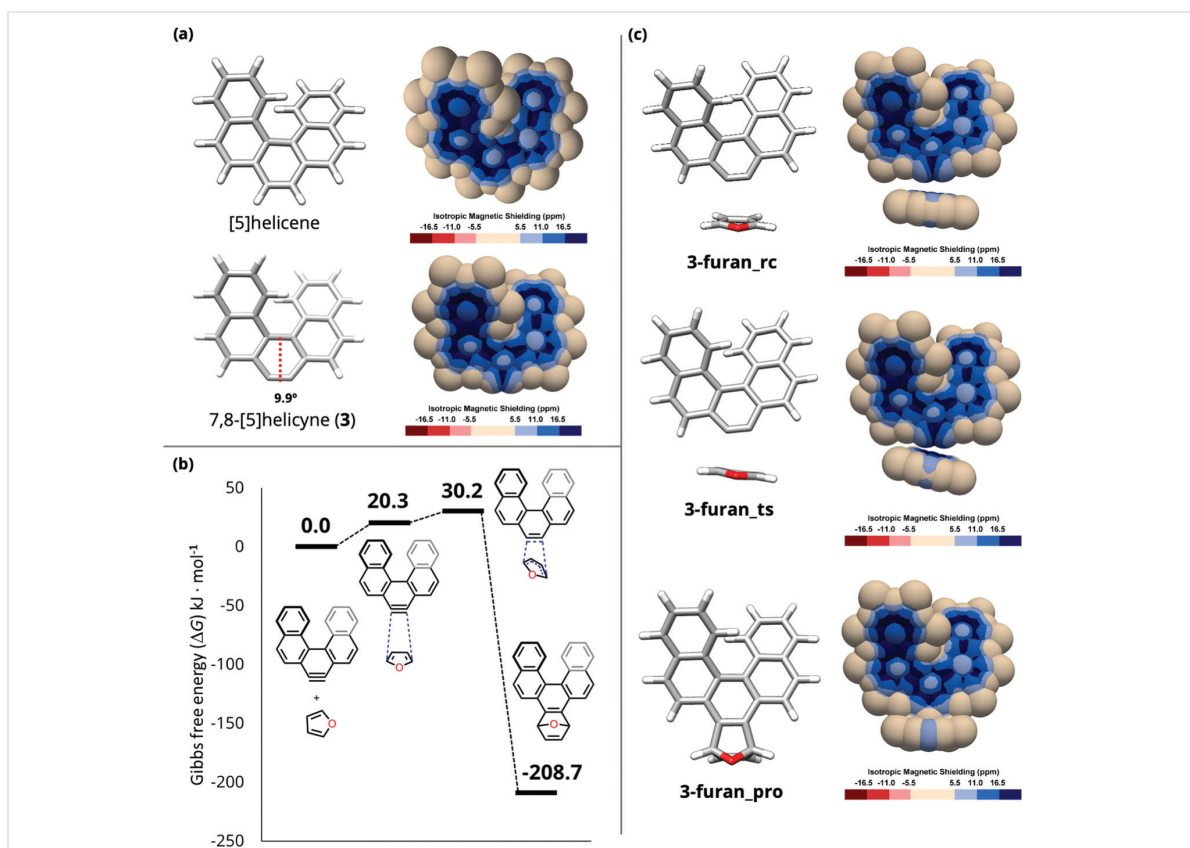 (a)
[5]helicene
Isotropic Magnetic Shielding (ppm)
-16.5 -11.0 -5.5 5.5 11.0 16.5
9.9°
7,8-[5]helicyne (3)
Isotropic Magnetic Shielding (ppm)
-16.5 -11.0 -5.5 5.5 11.0 16.5
(b)
Gibbs free energy (ΔG) kJ · mol⁻¹
50
0
-50
-100
-150
-200
-250
0.0
20.3
30.2
-208.7
+
O
O
O
O
(c)
3-furan_rc
Isotropic Magnetic Shielding (ppm)
-16.5 -11.0 -5.5 5.5 11.0 16.5
3-furan_ts
Isotropic Magnetic Shielding (ppm)
-16.5 -11.0 -5.5 5.5 11.0 16.5
3-furan_pro
Isotropic Magnetic Shielding (ppm)
-16.5 -11.0 -5.5 5.5 11.0 16.5